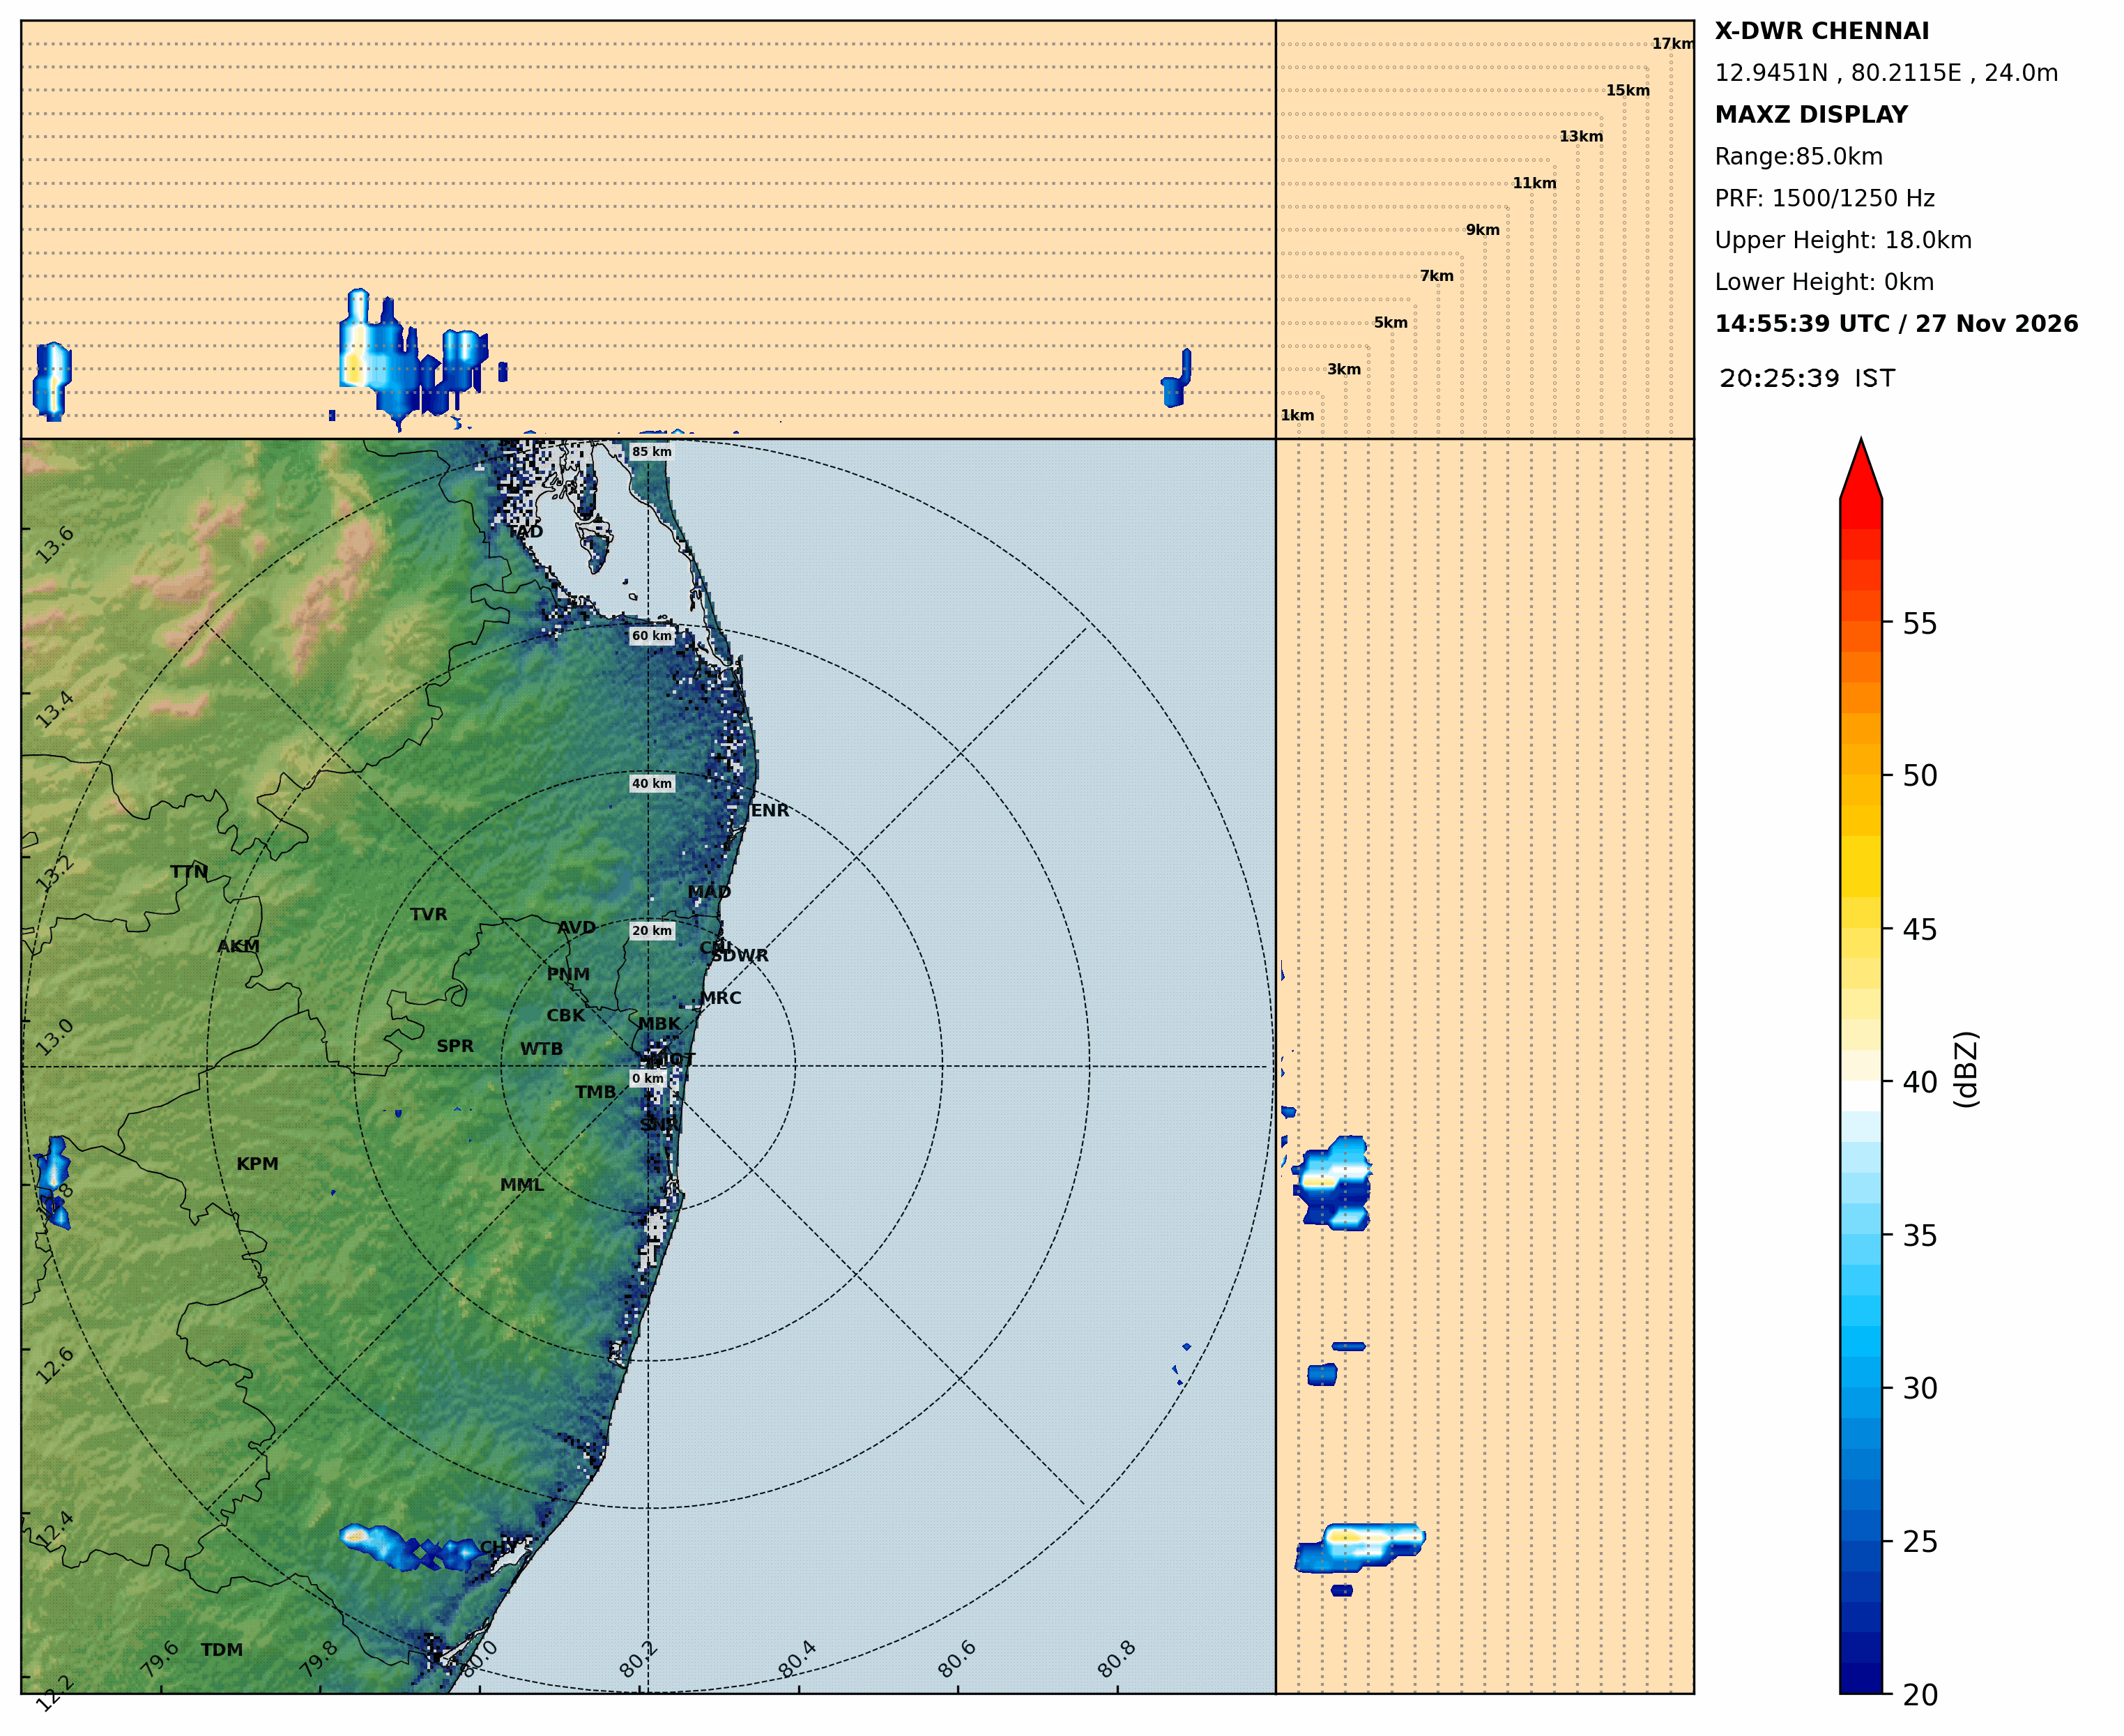 X-DWR CHENNAI
12.9451N , 80.2115E , 24.0m
MAXZ DISPLAY
Range:85.0km
PRF: 1500/1250 Hz
Upper Height: 18.0km
Lower Height: 0km
14:55:39 UTC / 27 Nov 2026
20:25:39 IST
17km
15km
13km
11km
9km
7km
5km
3km
1km
85 km
TAD
13.6
60 km
13.4
40 km
ENR
13.2
TTN
MAD
TVR
AVD
20 km
AKM
SDWR
PNM
MRC
CBK
MBK
13.0
SPR
WTB
0 km
TMB
SNR
KPM
MML
12.6
12.4
CHY
TDM
12.2
79.6
79.8
80.0
80.2
80.4
80.6
80.8
55
50
45
40
35
30
25
20
(dBZ)